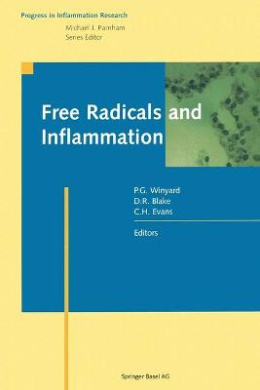 Progress in Inflammation Research
Michael J. Parnham
Series Editor
Free Radicals and
Inflammation
P.G. Winyard
D.R. Blake
C.H. Evans
Editors
Springer Basel AG